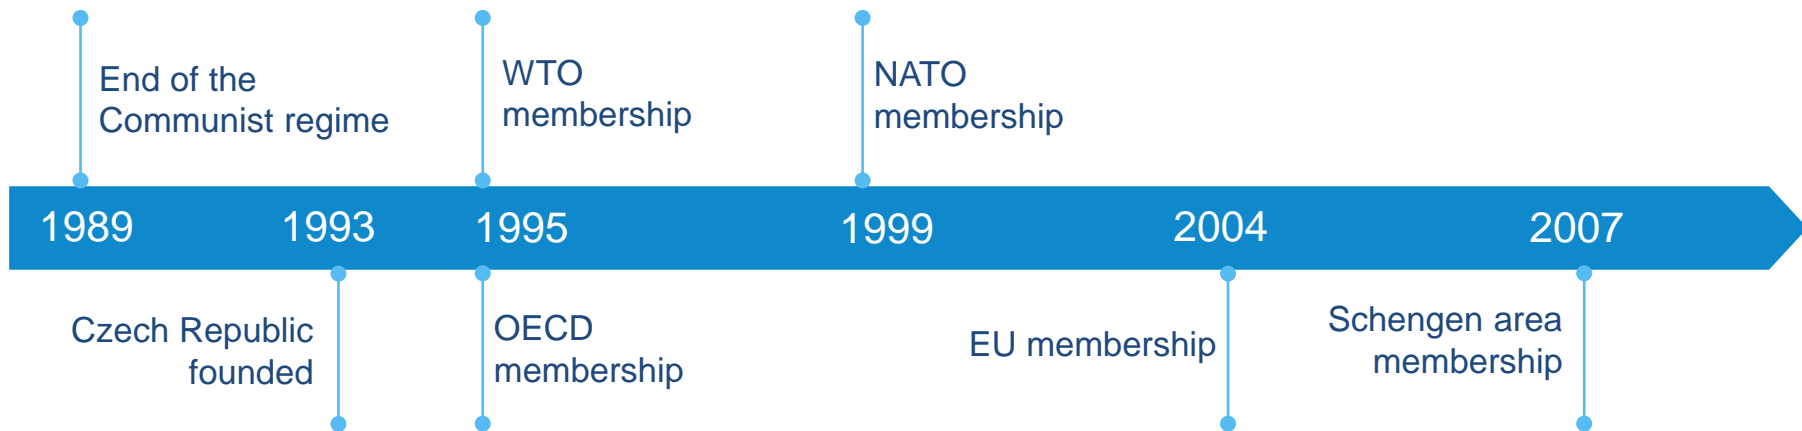 End of the
Communist regime
WTO
membership
NATO
membership
1989
1993
1995
1999
2004
2007
Czech Republic
founded
OECD
membership
EU membership
Schengen area
membership